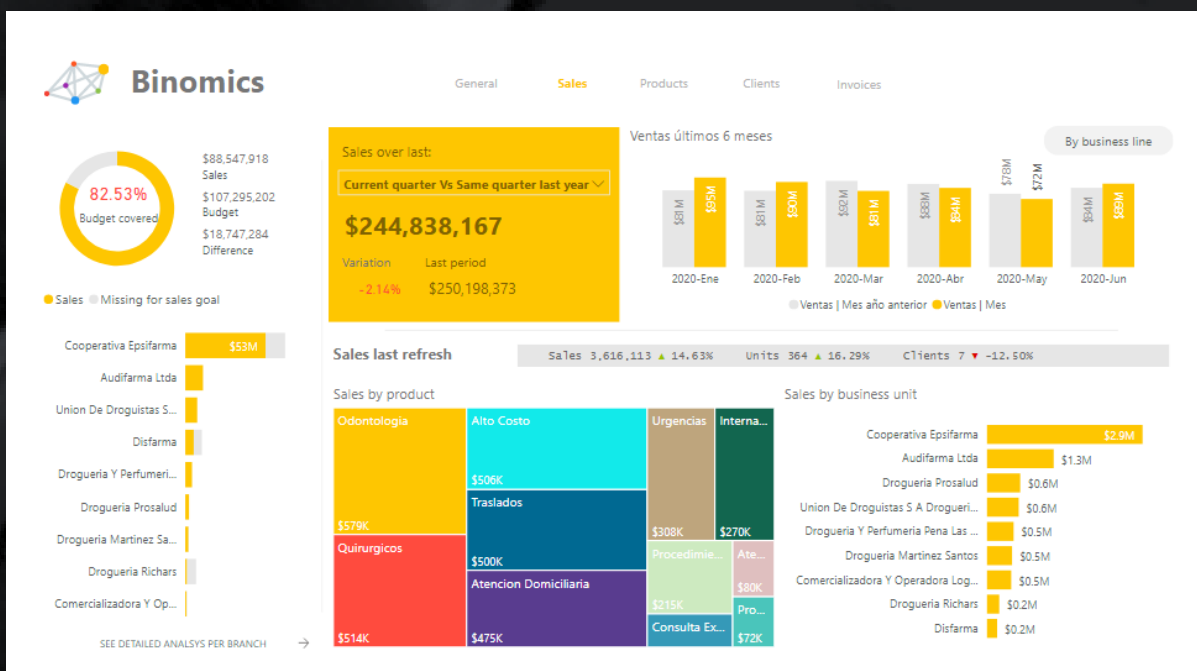 Binomics
General Sales Products Clients Invoices
82.53%
Budget covered
$88,547,918
Sales
$107,295,202
Budget
$18,747,284
Difference
Sales Missing for sales goal
Cooperativa Epsifarma $53M
Audifarma Ltda
Union De Droguistas S...
Disfarma
Drogueria Y Perfumeri...
Drogueria Prosalud
Drogueria Martinez Sa...
Drogueria Richars
Comercializadora Y Op...
SEE DETAILED ANALSYS PER BRANCH
Sales over last:
Current quarter Vs Same quarter last year
$244,838,167
Variation Last period
-2.14% $250,198,373
Ventas últimos 6 meses
By business line
$81M $95M $81M $90M $92M $81M $88M $84M $78M $72M $84M $89M
2020-Ene 2020-Feb 2020-Mar 2020-Abr 2020-May 2020-Jun
Ventas | Mes año anterior Ventas | Mes
Sales last refresh
Sales 3,616,113 ▲ 14.63% Units 364 ▲ 16.29% Clients 7 ▼ -12.50%
Sales by product
Odontologia
$579K
Quirurgicos
$514K
Alto Costo
$506K
Traslados
$500K
Atencion Domiciliaria
$475K
Urgencias
$308K
Interna...
$270K
Procedimie...
$215K
Ate...
$80K
Consulta Ex...
Pro...
$72K
Sales by business unit
Cooperativa Epsifarma $2.9M
Audifarma Ltda $1.3M
Drogueria Prosalud $0.6M
Union De Droguistas S A Drogueri... $0.6M
Drogueria Y Perfumeria Pena Las ... $0.5M
Drogueria Martinez Santos $0.5M
Comercializadora Y Operadora Log... $0.5M
Drogueria Richars $0.2M
Disfarma $0.2M